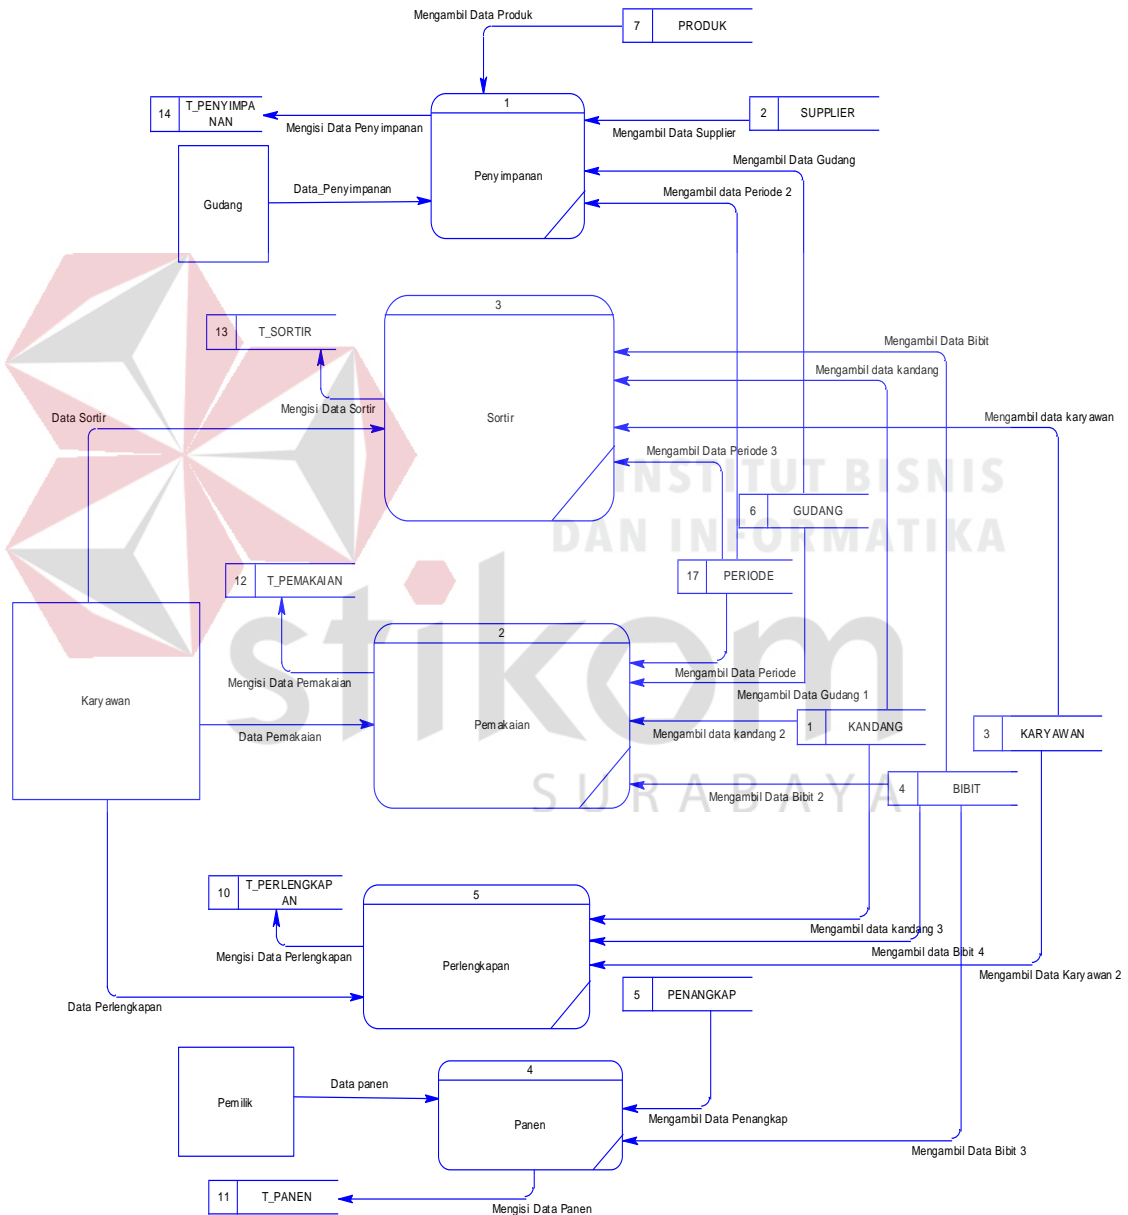 Mengambil Data Produk
7 PRODUK
14 T_PENYIMPA
NAN
Mengisi Data Penyimpanan
1
Penyimpanan
2 SUPPLIER
Mengambil Data Supplier
Mengambil Data Gudang
Mengambil data Periode 2
Gudang
Data_Penyimpanan
3
Sortir
13 T_SORTIR
Mengisi Data Sortir
Data Sortir
Mengambil Data Bibit
Mengambil data kandang
Mengambil data karyawan
Mengambil Data Periode 3
INSTITUT BISNIS
DAN INFORMATIKA
6 GUDANG
17 PERIODE
12 T_PEMAKAIAN
stikom
SURABAYA
2
Pemakaian
Mengisi Data Pemakaian
Karyawan
Data Pemakaian
Mengambil Data Periode
Mengambil Data Gudang 1
1 KANDANG
Mengambil data kandang 2
3 KARYAWAN
4 BIBIT
Mengambil Data Bibit 2
10 T_PERLENGKAP
AN
Mengisi Data Perlengkapan
5
Perlengkapan
Data Perlengkapan
Mengambil data kandang 3
Mengambil data Bibit 4
Mengambil Data Karyawan 2
5 PENANGKAP
Pemilik
Data panen
4
Panen
Mengambil Data Penangkap
Mengambil Data Bibit 3
11 T_PANEN
Mengisi Data Panen